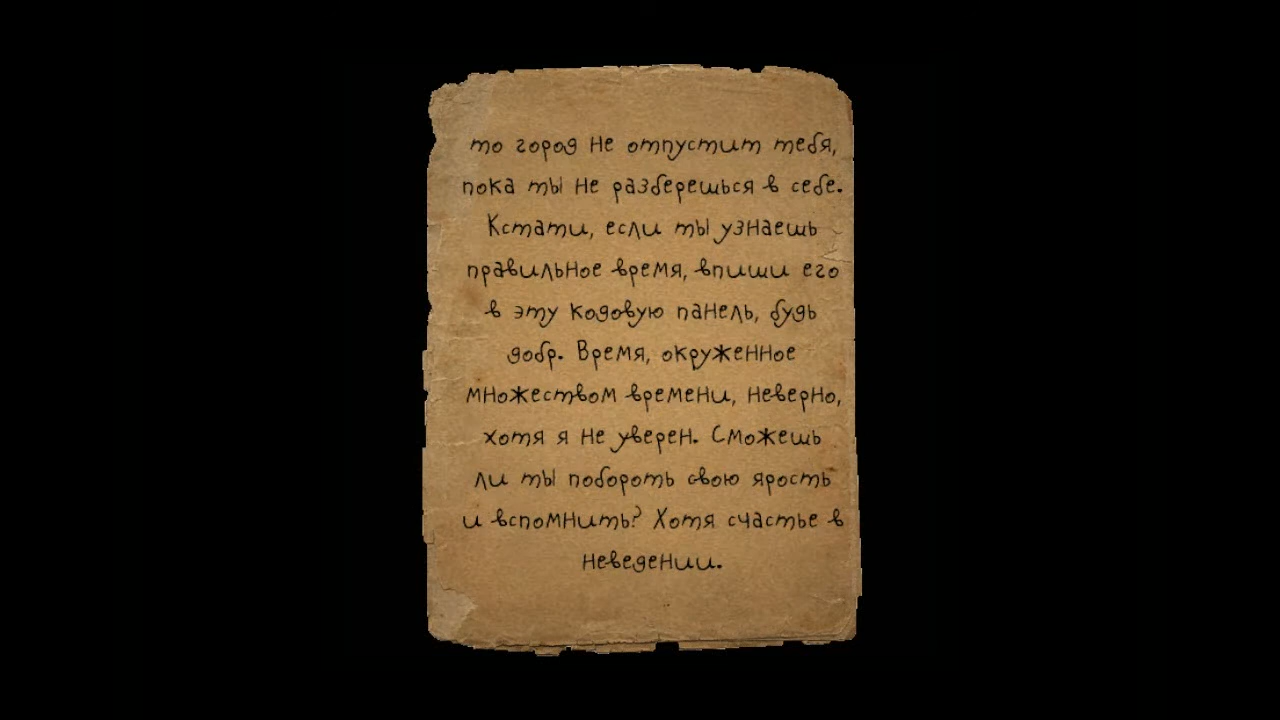 то город не отпустит тебя,
пока ты не разберешься в себе.
Кстати, если ты узнаешь
правильное время, впиши его
в эту кодовую панель, будь
добр. Время, окруженное
множеством времени, неверно,
хотя я не уверен. Сможешь
ли ты побороть свою ярость
и вспомнить? Хотя счастье в
неведении.